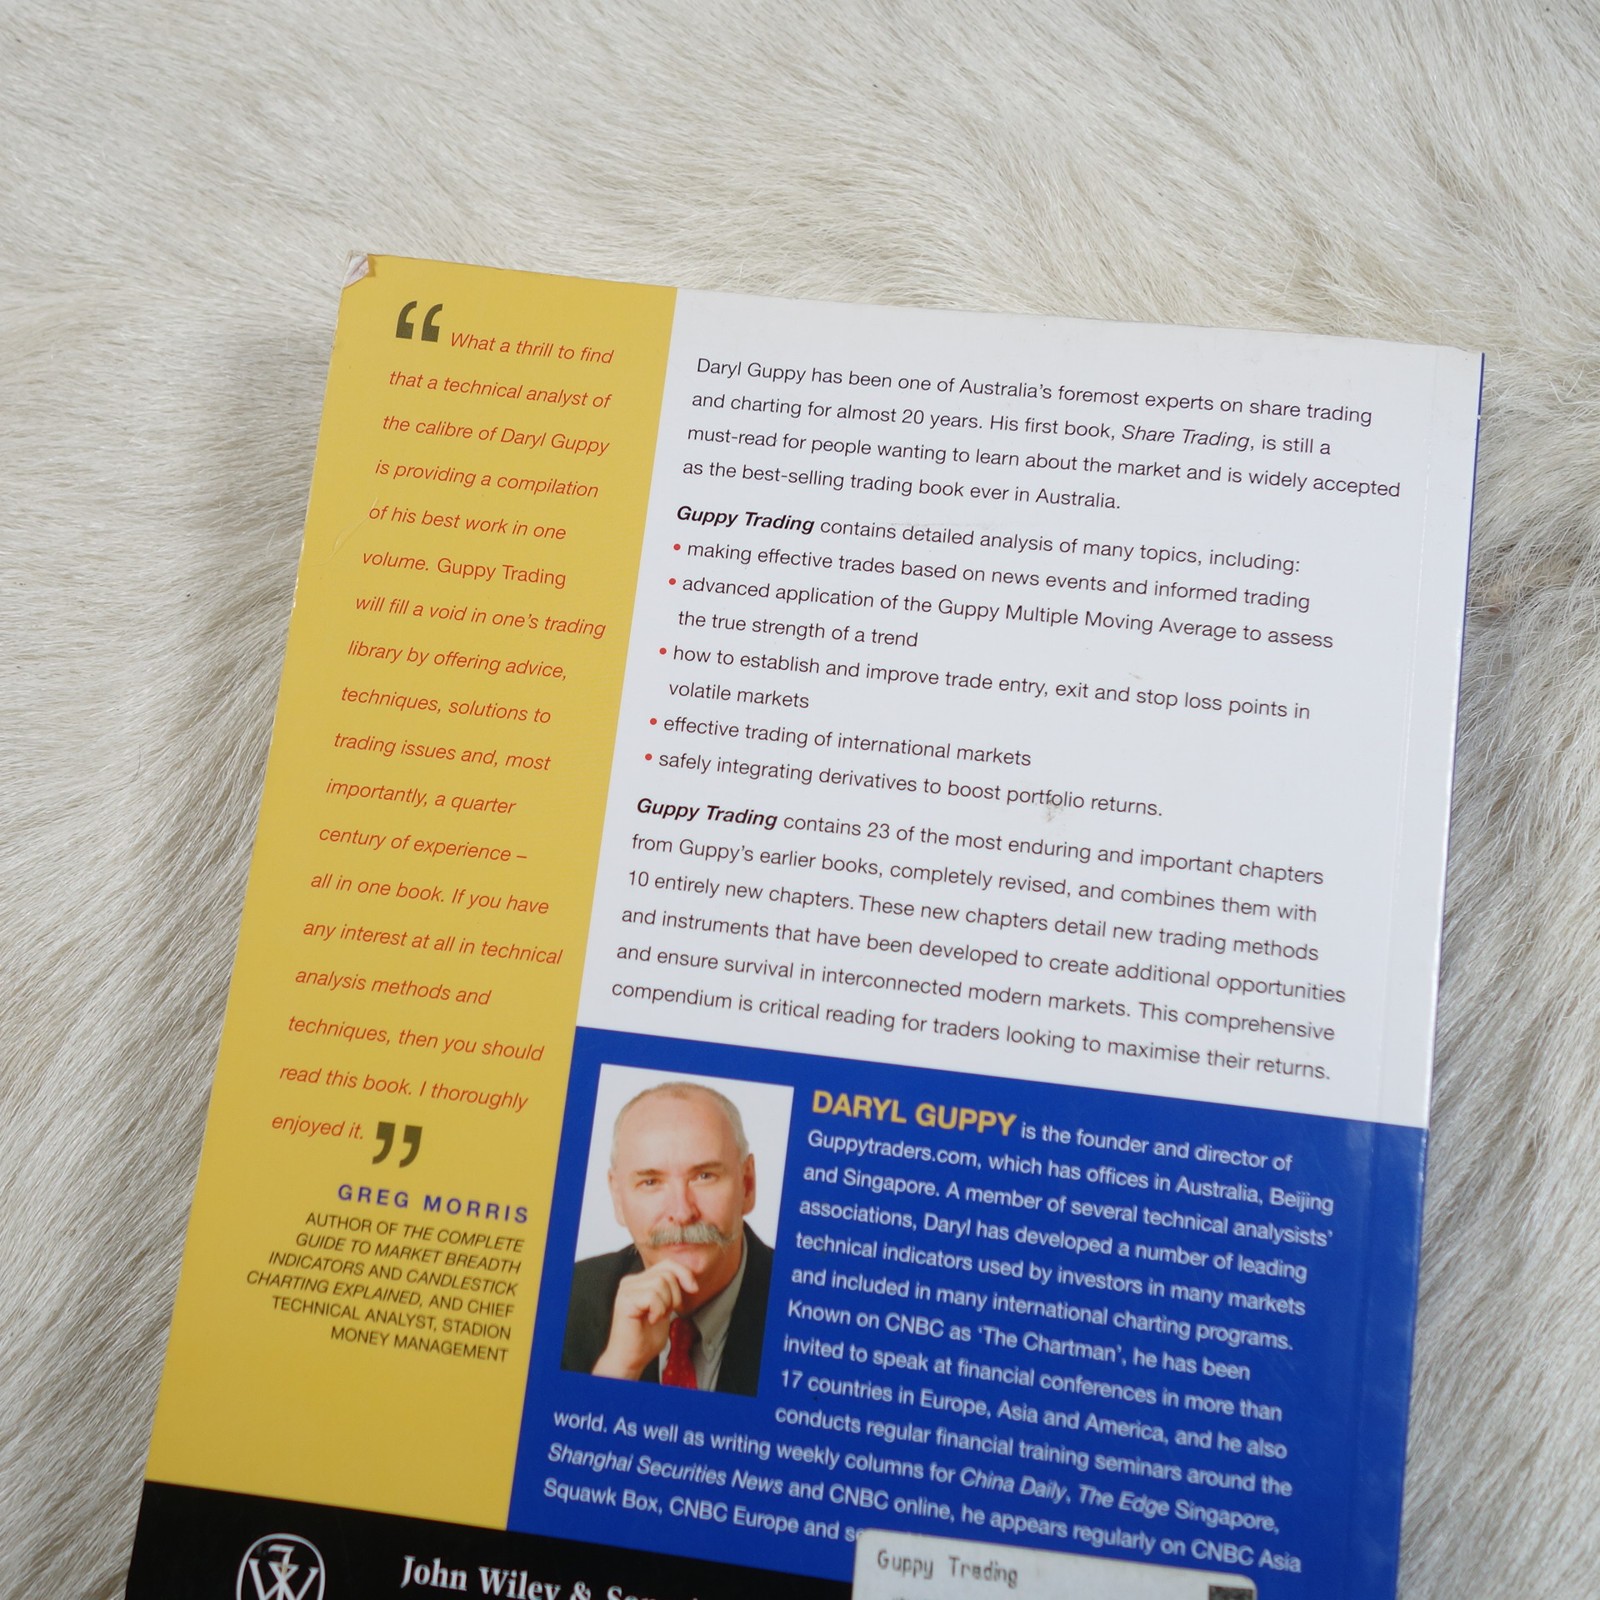 “ What a thrill to find
that a technical analyst of
the calibre of Daryl Guppy
is providing a compilation
of his best work in one
volume. Guppy Trading
will fill a void in one’s trading
library by offering advice,
techniques, solutions to
trading issues and, most
importantly, a quarter
century of experience –
all in one book. If you have
any interest at all in technical
analysis methods and
techniques, then you should
read this book. I thoroughly
enjoyed it. ”
GREG MORRIS
AUTHOR OF THE COMPLETE
GUIDE TO MARKET BREADTH
INDICATORS AND CANDLESTICK
CHARTING EXPLAINED, AND CHIEF
TECHNICAL ANALYST, STADION
MONEY MANAGEMENT
Daryl Guppy has been one of Australia’s foremost experts on share trading
and charting for almost 20 years. His first book, Share Trading, is still a
must-read for people wanting to learn about the market and is widely accepted
as the best-selling trading book ever in Australia.
Guppy Trading contains detailed analysis of many topics, including:
• making effective trades based on news events and informed trading
• advanced application of the Guppy Multiple Moving Average to assess
the true strength of a trend
• how to establish and improve trade entry, exit and stop loss points in
volatile markets
• effective trading of international markets
• safely integrating derivatives to boost portfolio returns.
Guppy Trading contains 23 of the most enduring and important chapters
from Guppy’s earlier books, completely revised, and combines them with
10 entirely new chapters. These new chapters detail new trading methods
and instruments that have been developed to create additional opportunities
and ensure survival in interconnected modern markets. This comprehensive
compendium is critical reading for traders looking to maximise their returns.
DARYL GUPPY is the founder and director of
Guppytraders.com, which has offices in Australia, Beijing
and Singapore. A member of several technical analysists’
associations, Daryl has developed a number of leading
technical indicators used by investors in many markets
and included in many international charting programs.
Known on CNBC as ‘The Chartman’, he has been
invited to speak at financial conferences in more than
17 countries in Europe, Asia and America, and he also
conducts regular financial training seminars around the
world. As well as writing weekly columns for China Daily, The Edge Singapore,
Shanghai Securities News and CNBC online, he appears regularly on CNBC Asia
Squawk Box, CNBC Europe and
John Wiley &
Guppy Trading